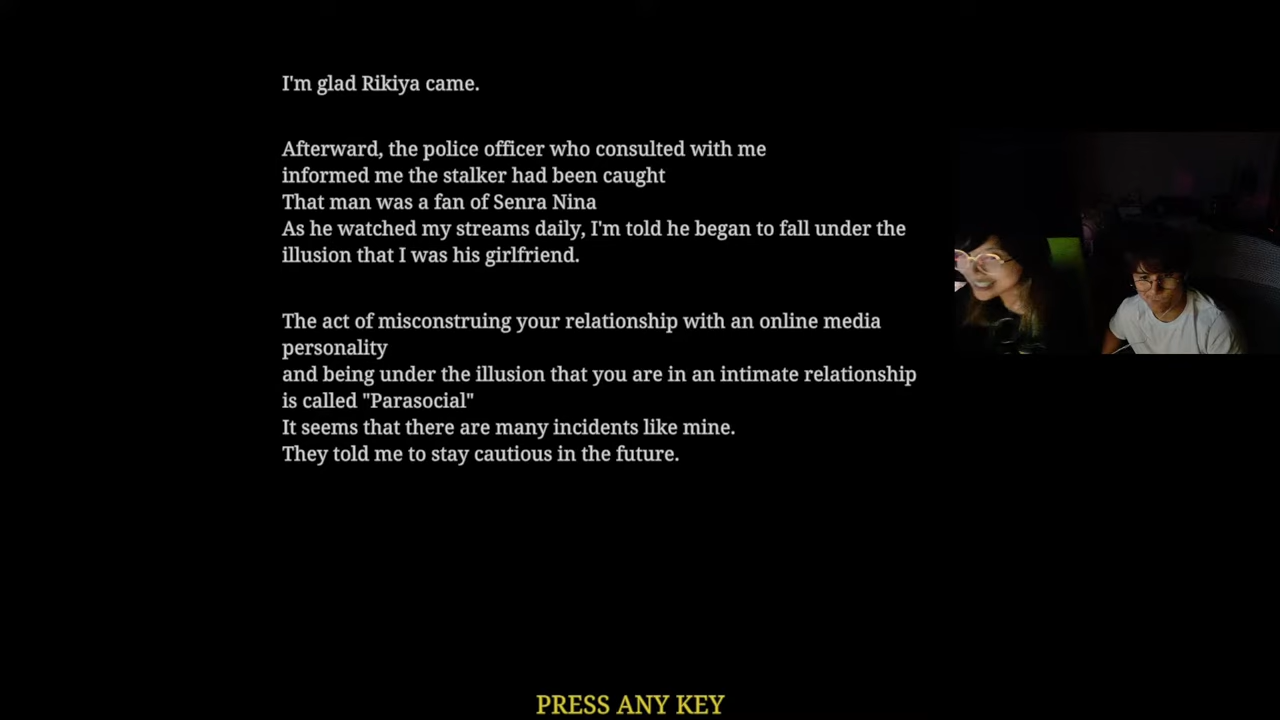 I'm glad Rikiya came.
Afterward, the police officer who consulted with me
informed me the stalker had been caught
That man was a fan of Senra Nina
As he watched my streams daily, I'm told he began to fall under the
illusion that I was his girlfriend.
The act of misconstruing your relationship with an online media
personality
and being under the illusion that you are in an intimate relationship
is called "Parasocial"
It seems that there are many incidents like mine.
They told me to stay cautious in the future.
PRESS ANY KEY